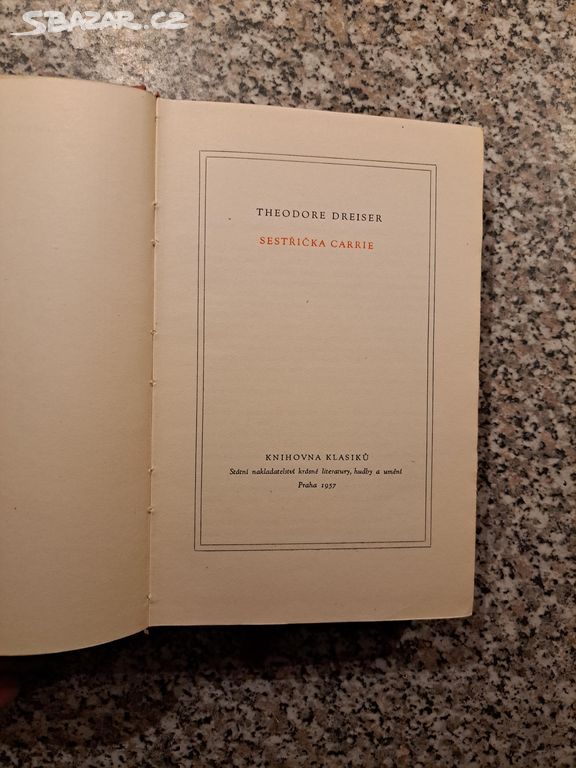 SBAZAR.CZ
THEODORE DREISER
SESTŘIČKA CARRIE
KNIHOVNA KLASIKŮ
Státní nakladatelství krásné literatury, hudby a umění
Praha 1957